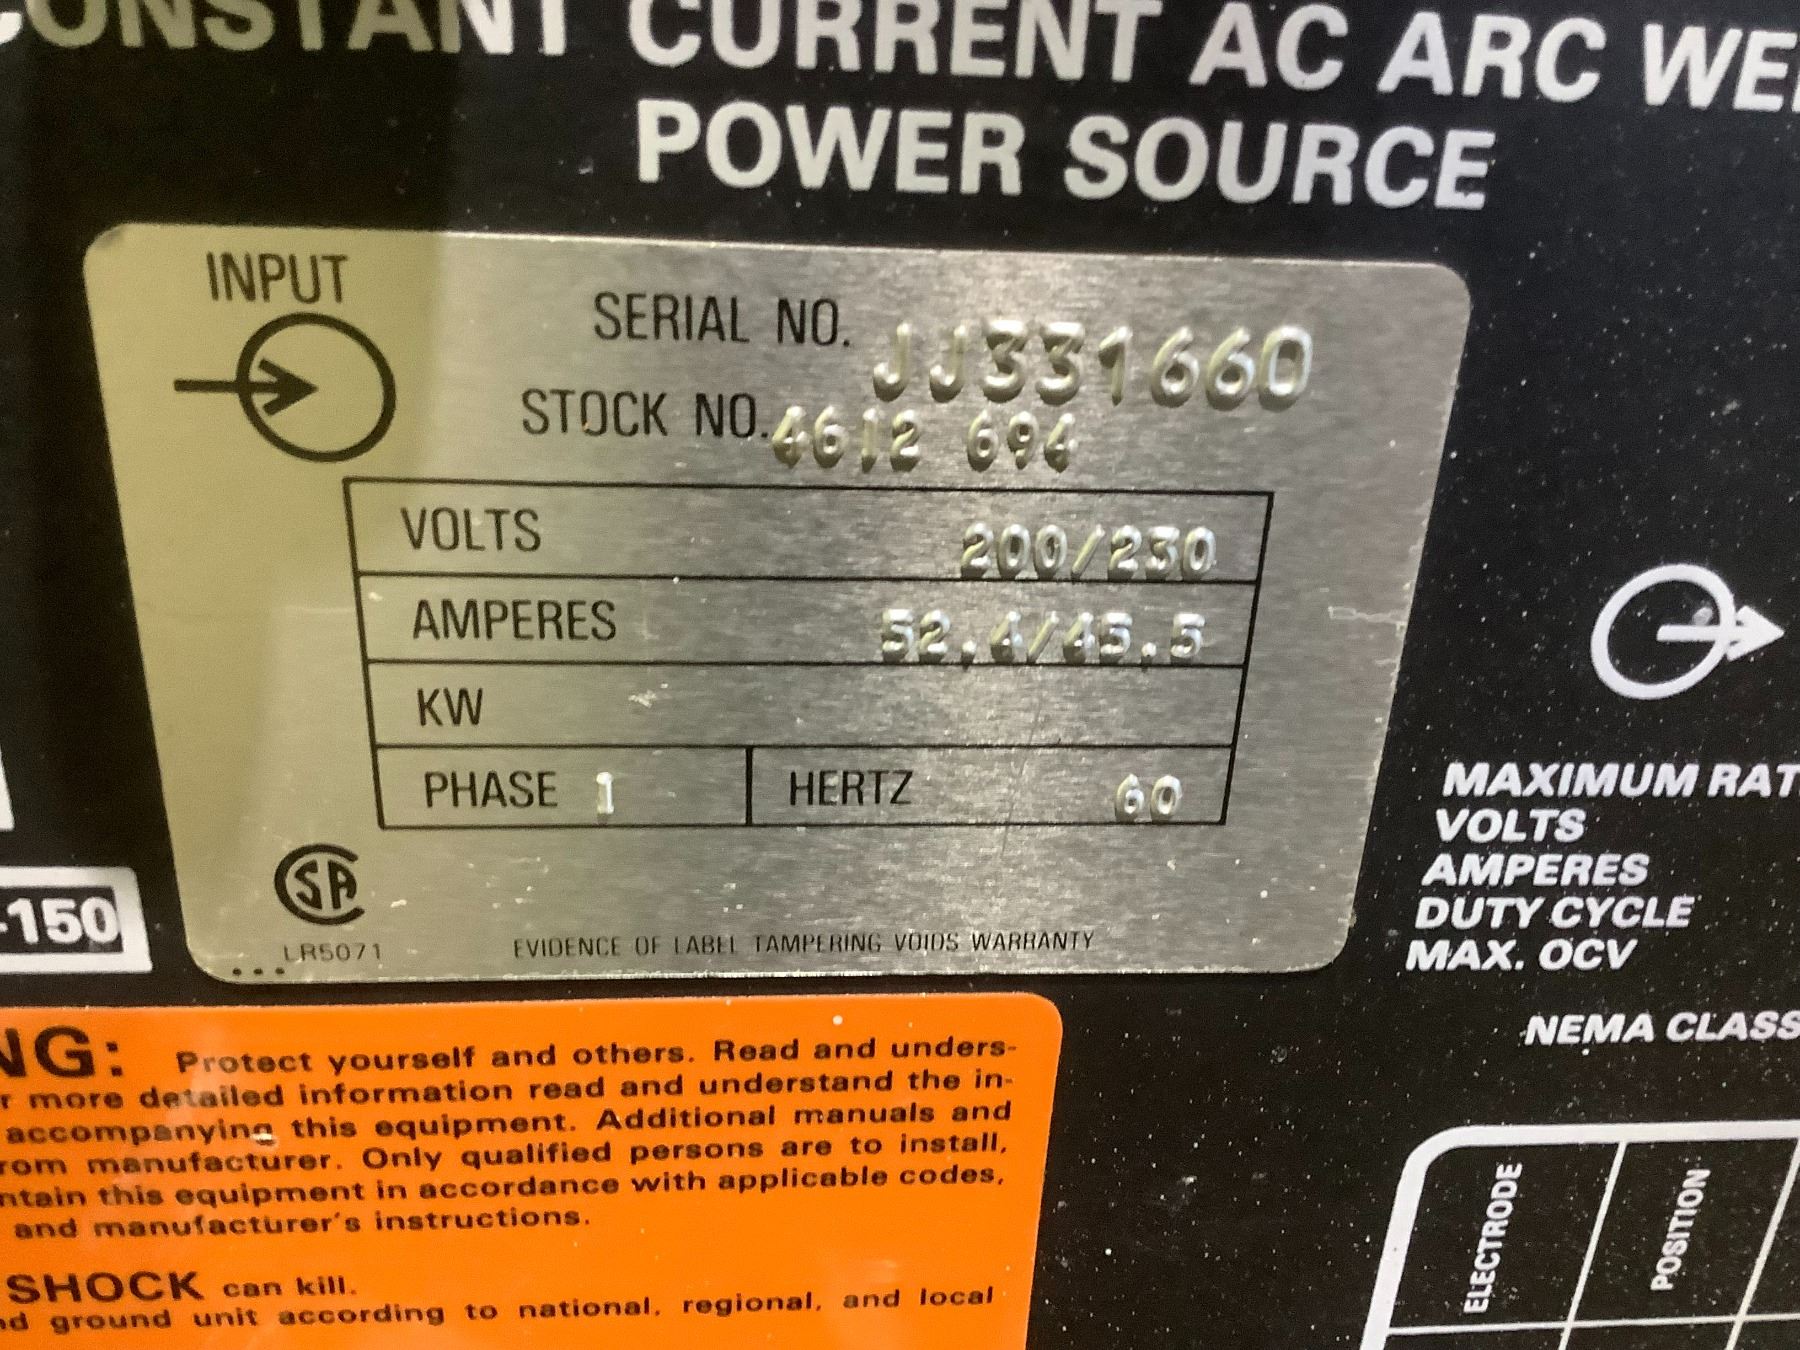 CONSTANT CURRENT AC ARC WE
POWER SOURCE
INPUT
SERIAL NO. JJ331660
STOCK NO. 4612 694
VOLTS 200/230
AMPERES 52.4/45.5
KW
PHASE 1 HERTZ 60
SA
LR5071
EVIDENCE OF LABEL TAMPERING VOIDS WARRANTY
-150
MAXIMUM RAT
VOLTS
AMPERES
DUTY CYCLE
MAX. OCV
NEMA CLASS
ELECTRODE
POSITION
NG: Protect yourself and others. Read and unders-
r more detailed information read and understand the in-
accompanying this equipment. Additional manuals and
rom manufacturer. Only qualified persons are to install,
ntain this equipment in accordance with applicable codes,
and manufacturer's instructions.
SHOCK can kill.
nd ground unit according to national, regional, and local